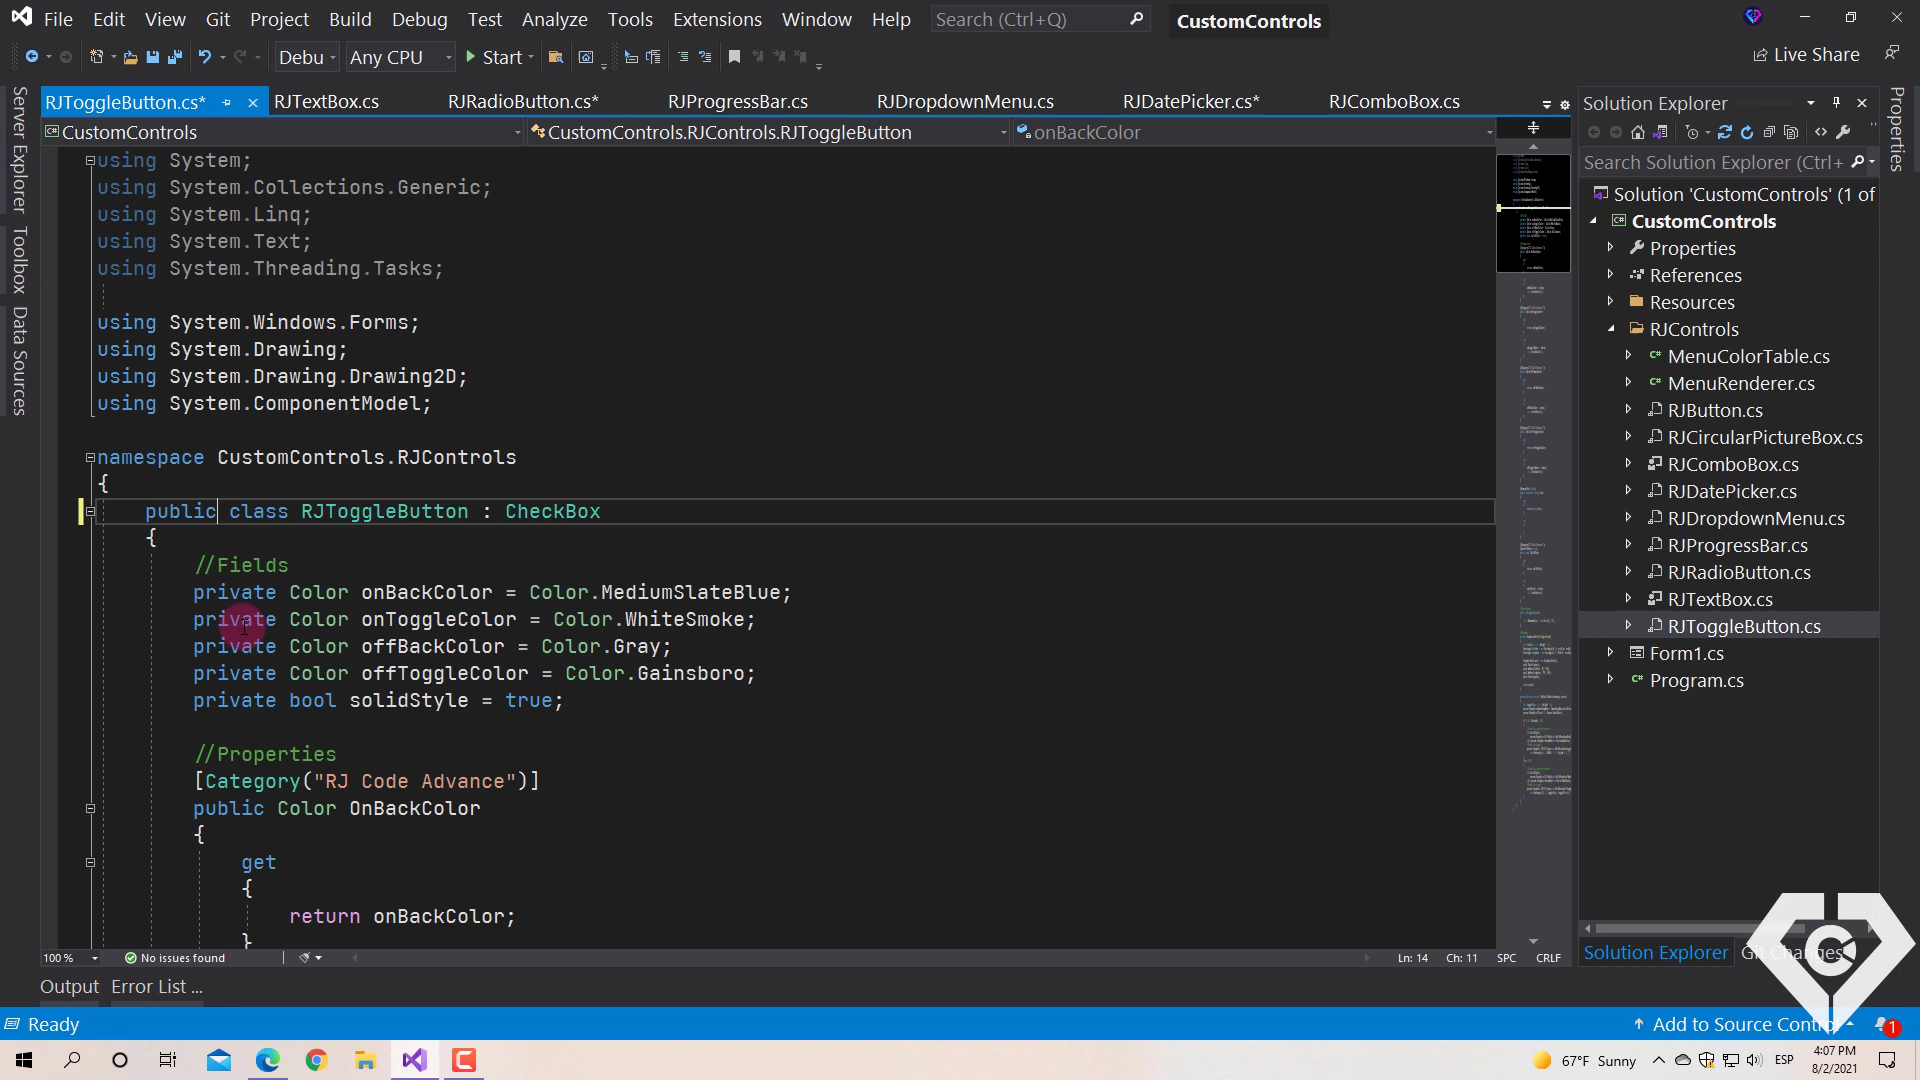 File Edit View Git Project Build Debug Test Analyze Tools Extensions Window Help Search (Ctrl+Q) CustomControls
Debu Any CPU Start Live Share
RJToggleButton.cs* RJTextBox.cs RJRadioButton.cs* RJProgressBar.cs RJDropdownMenu.cs RJDatePicker.cs* RJComboBox.cs
CustomControls CustomControls.RJControls.RJToggleButton onBackColor
Server Explorer
Toolbox
Data Sources
using System;
using System.Collections.Generic;
using System.Linq;
using System.Text;
using System.Threading.Tasks;
using System.Windows.Forms;
using System.Drawing;
using System.Drawing.Drawing2D;
using System.ComponentModel;
namespace CustomControls.RJControls
{
public class RJToggleButton : CheckBox
{
//Fields
private Color onBackColor = Color.MediumSlateBlue;
private Color onToggleColor = Color.WhiteSmoke;
private Color offBackColor = Color.Gray;
private Color offToggleColor = Color.Gainsboro;
private bool solidStyle = true;
//Properties
[Category("RJ Code Advance")]
public Color OnBackColor
{
get
{
return onBackColor;
}
100 % No issues found Ln: 14 Ch: 11 SPC CRLF
Solution Explorer
Search Solution Explorer (Ctrl+
Solution 'CustomControls' (1 of
CustomControls
Properties
References
Resources
RJControls
MenuColorTable.cs
MenuRenderer.cs
RJButton.cs
RJCircularPictureBox.cs
RJComboBox.cs
RJDatePicker.cs
RJDropdownMenu.cs
RJProgressBar.cs
RJRadioButton.cs
RJTextBox.cs
RJToggleButton.cs
Form1.cs
Program.cs
Solution Explorer Git Changes
Properties
Output Error List ...
Ready Add to Source Control 1
67°F Sunny ESP 4:07 PM
8/2/2021